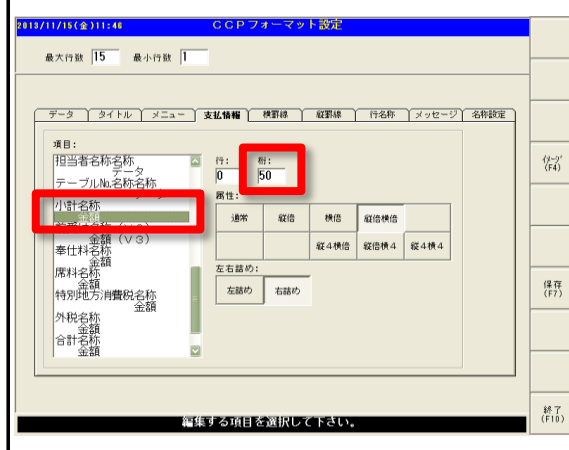 2013/11/15(金)11:46 CCPフォーマット設定
最大行数 15 最小行数 1
データ タイトル メニュー 支払情報 横罫線 縦罫線 行名称 メッセージ 名称設定
項目:
担当者名称名称
データ
テーブルNo.名称名称
小計名称
金額
金額(V3)
奉仕料名称
金額
席料名称
金額
特別地方消費税名称
金額
外税名称
金額
合計名称
金額
行: 桁:
0 50
属性:
通常 縦倍 横倍 縦倍横倍
縦4横倍 縦倍横4 縦4横4
左右詰め:
左詰め 右詰め
イメージ
(F4)
保存
(F7)
終了
(F10)
編集する項目を選択して下さい。